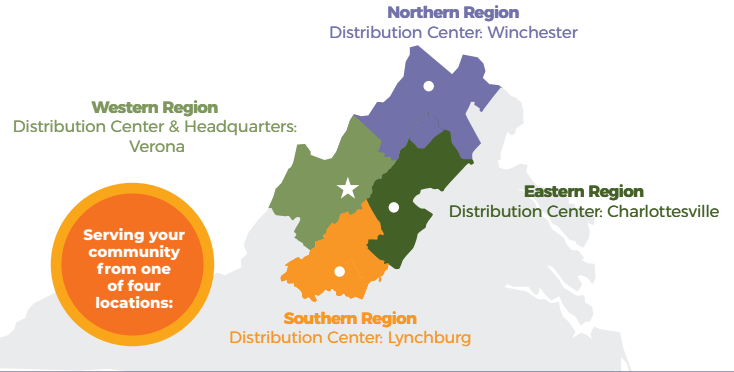 Northern Region
Distribution Center: Winchester
Western Region
Distribution Center & Headquarters:
Verona
Eastern Region
Distribution Center: Charlottesville
Serving your
community
from one
of four
locations:
Southern Region
Distribution Center: Lynchburg